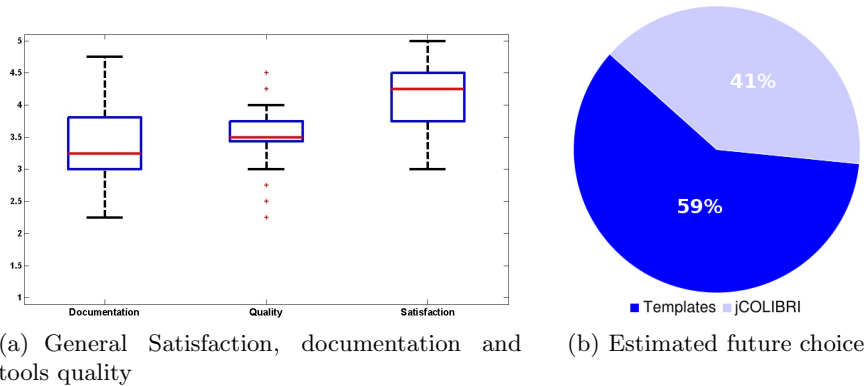 5
4.5
4
3.5
3
2.5
2
1.5
1
Documentation Quality Satisfaction
(a) General Satisfaction, documentation and
tools quality
41%
59%
Templates jCOLIBRI
(b) Estimated future choice